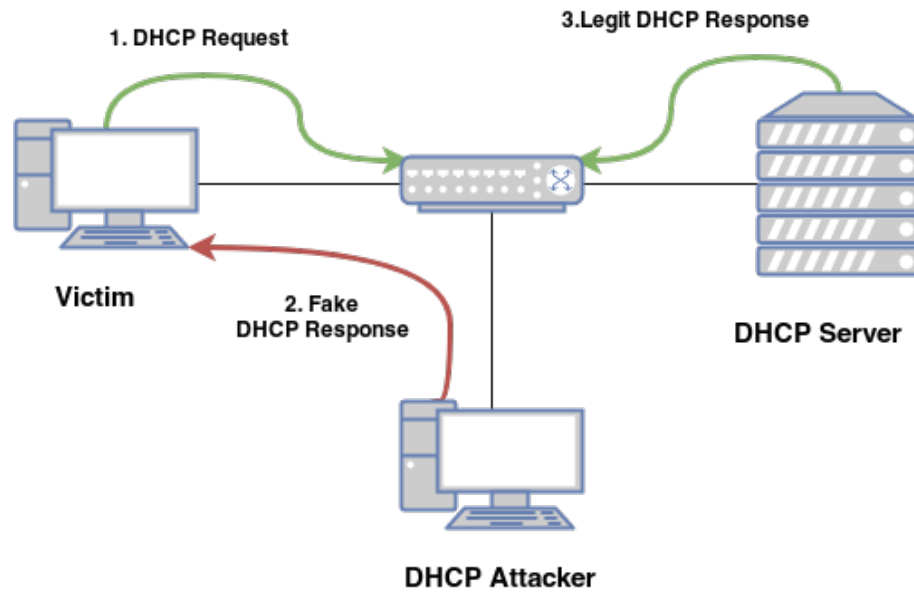 1. DHCP Request
3.Legit DHCP Response
Victim
2. Fake
DHCP Response
DHCP Server
DHCP Attacker